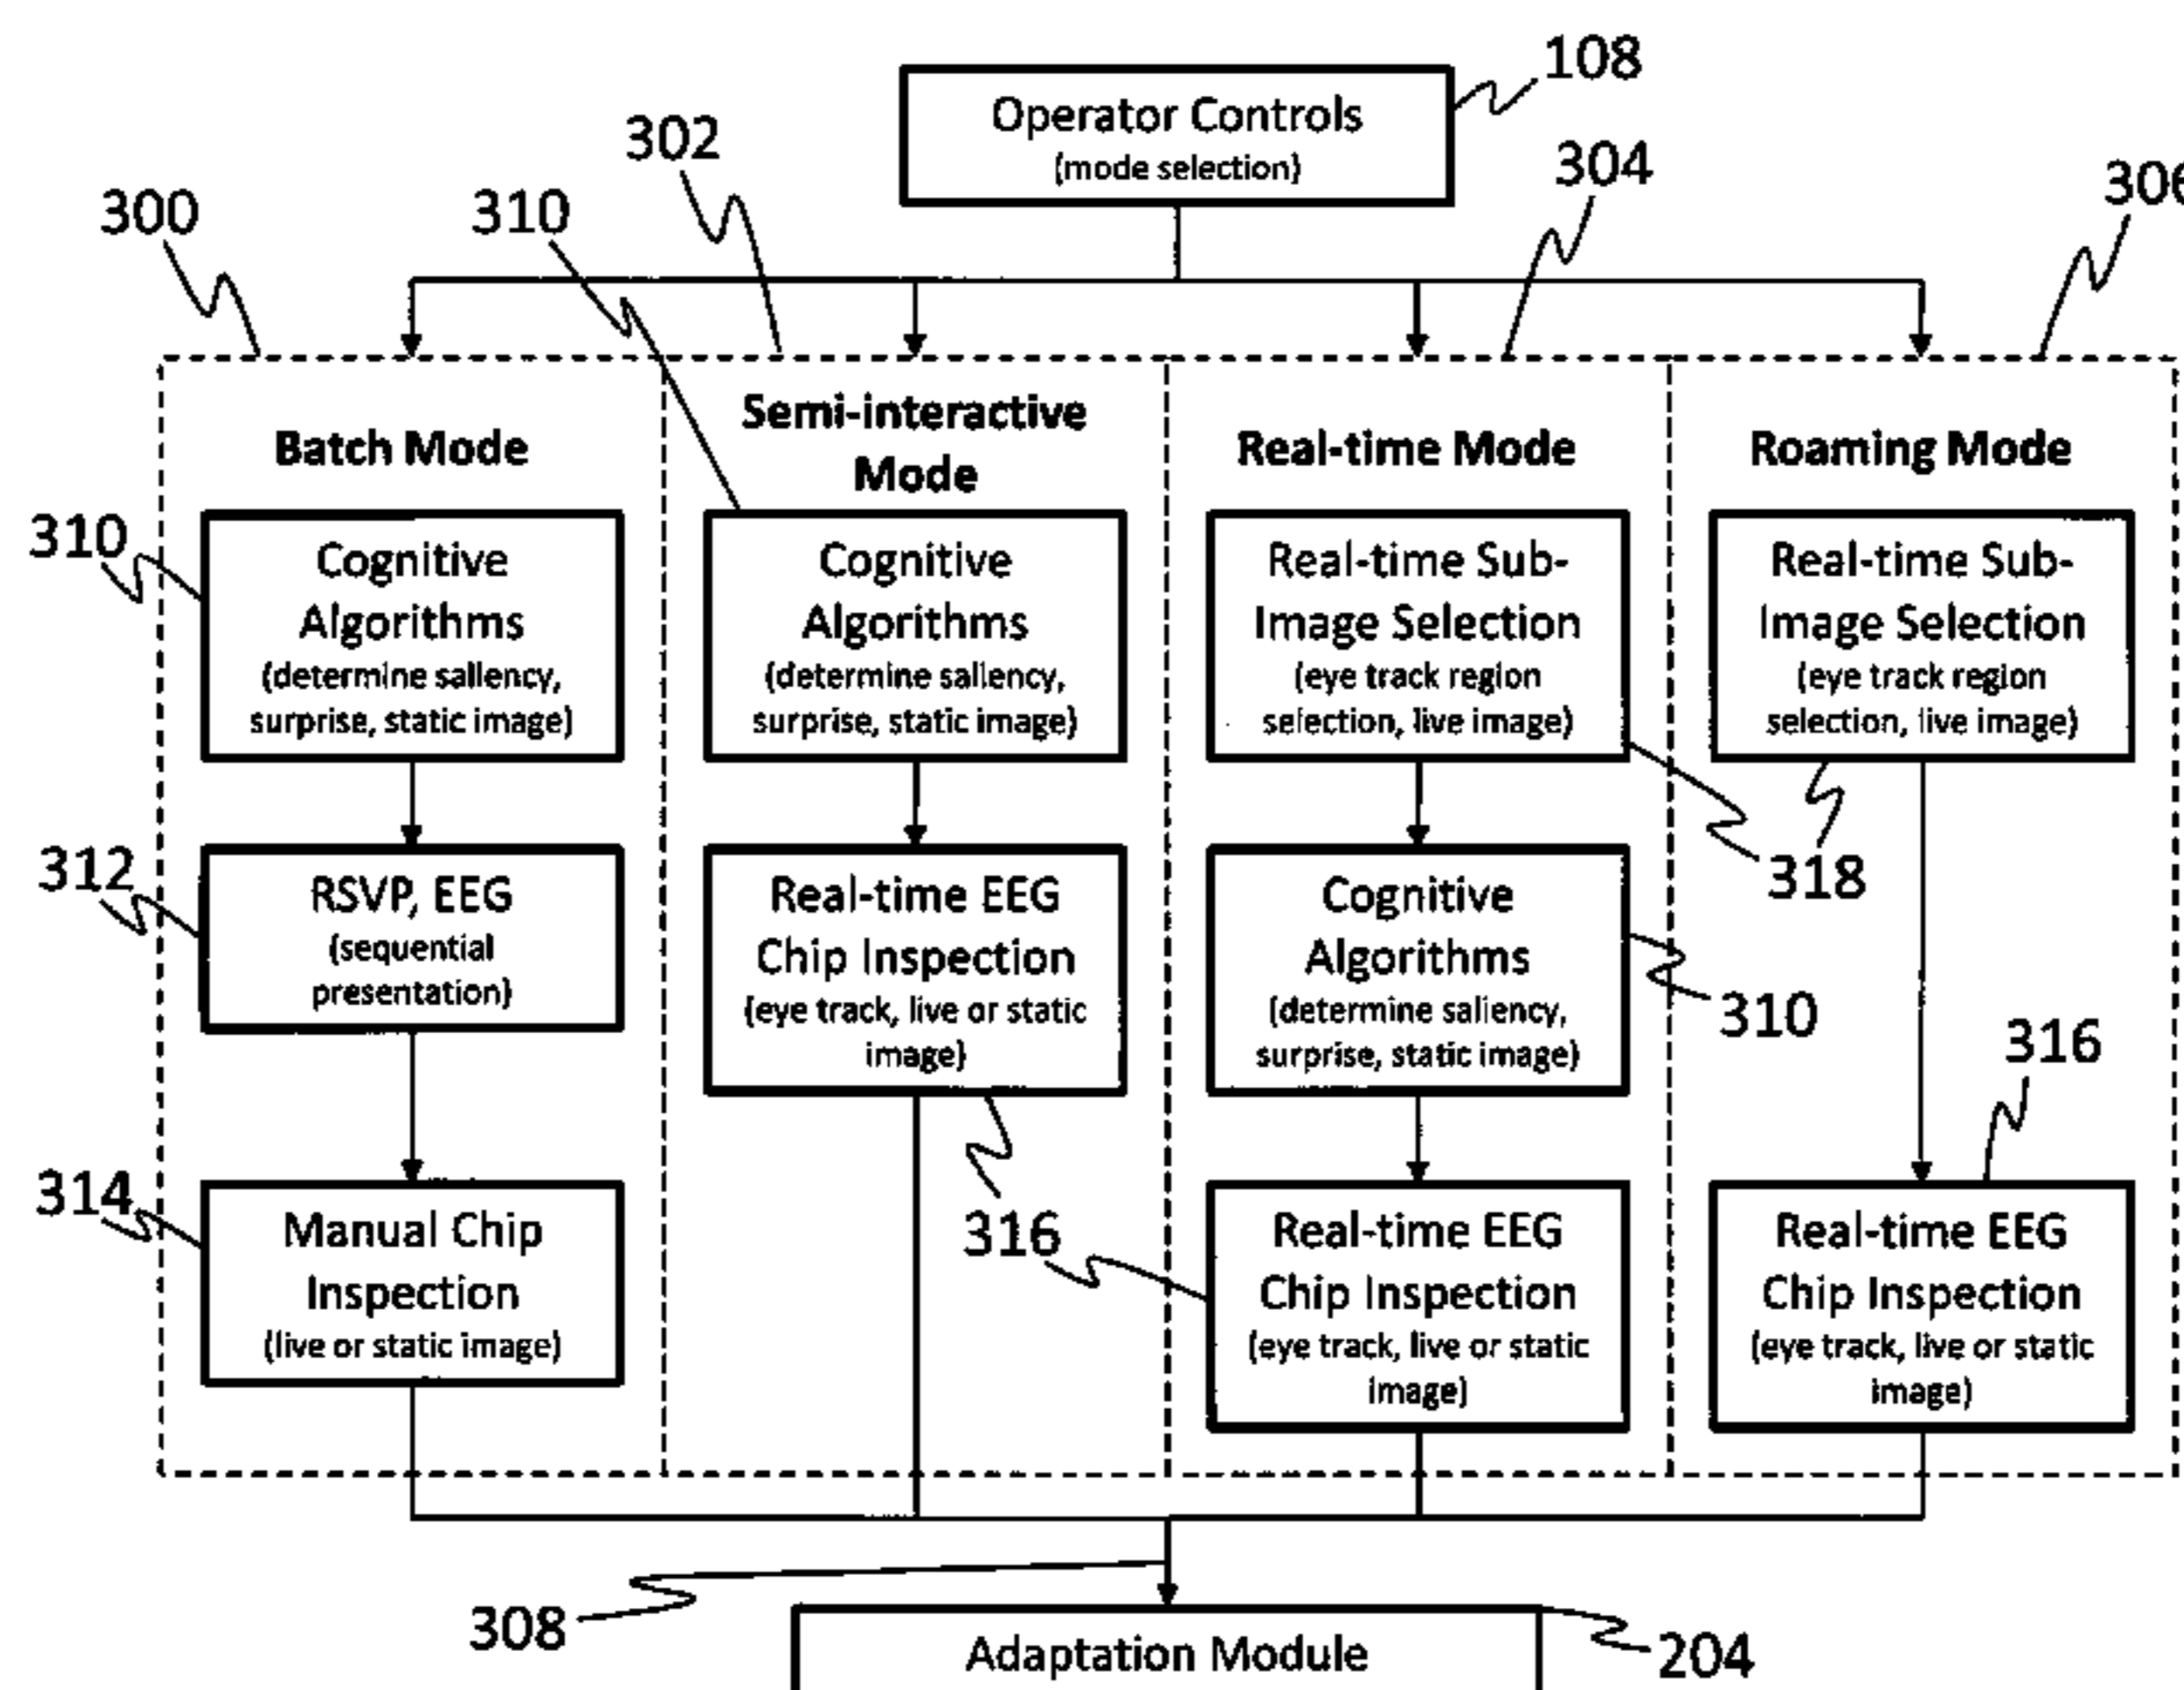 108
Operator Controls
(mode selection)
302
304
306
300
310
Batch Mode
Semi-interactive
Mode
Real-time Mode
Roaming Mode
310
Cognitive
Algorithms
(determine saliency,
surprise, static image)
Cognitive
Algorithms
(determine saliency,
surprise, static image)
Real-time Sub-
Image Selection
(eye track region
selection, live image)
Real-time Sub-
Image Selection
(eye track region
selection, live image)
318
312
RSVP, EEG
(sequential
presentation)
Real-time EEG
Chip Inspection
(eye track, live or static
image)
Cognitive
Algorithms
(determine saliency,
surprise, static image)
310
316
314
Manual Chip
Inspection
(live or static image)
316
Real-time EEG
Chip Inspection
(eye track, live or static
image)
Real-time EEG
Chip Inspection
(eye track, live or static
image)
308
Adaptation Module
204